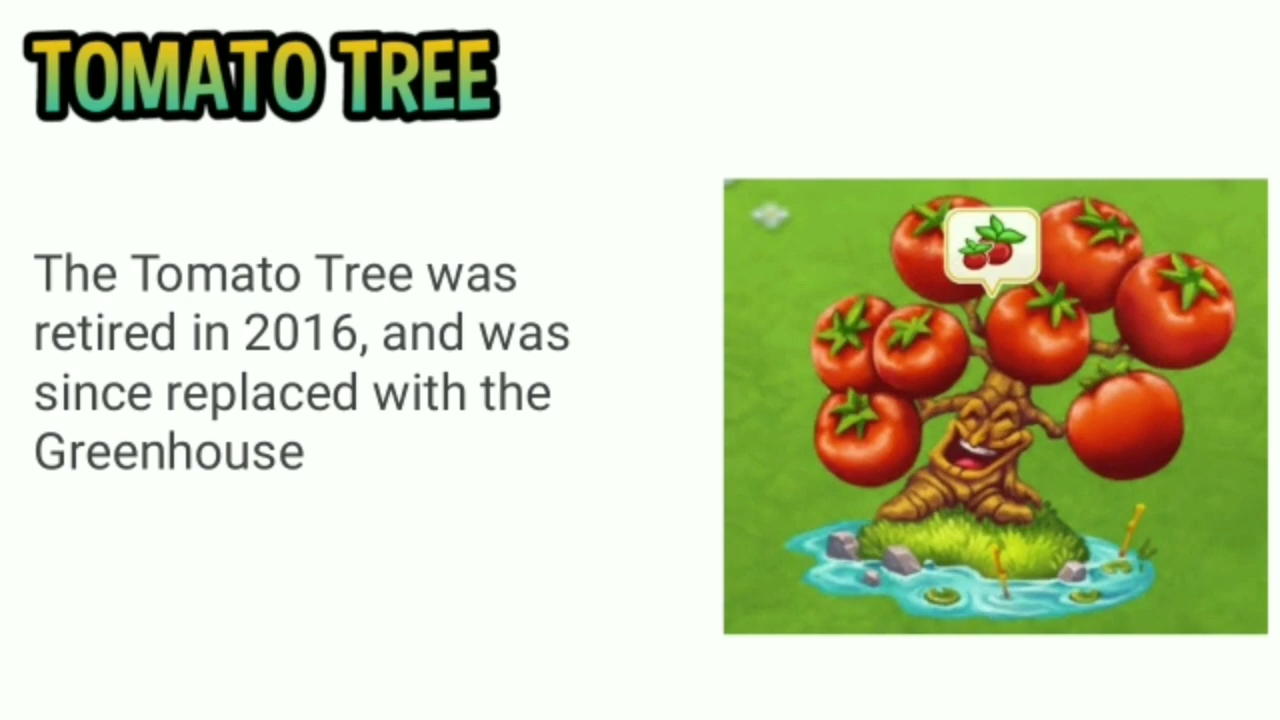 TOMATO TREE
The Tomato Tree was
retired in 2016, and was
since replaced with the
Greenhouse